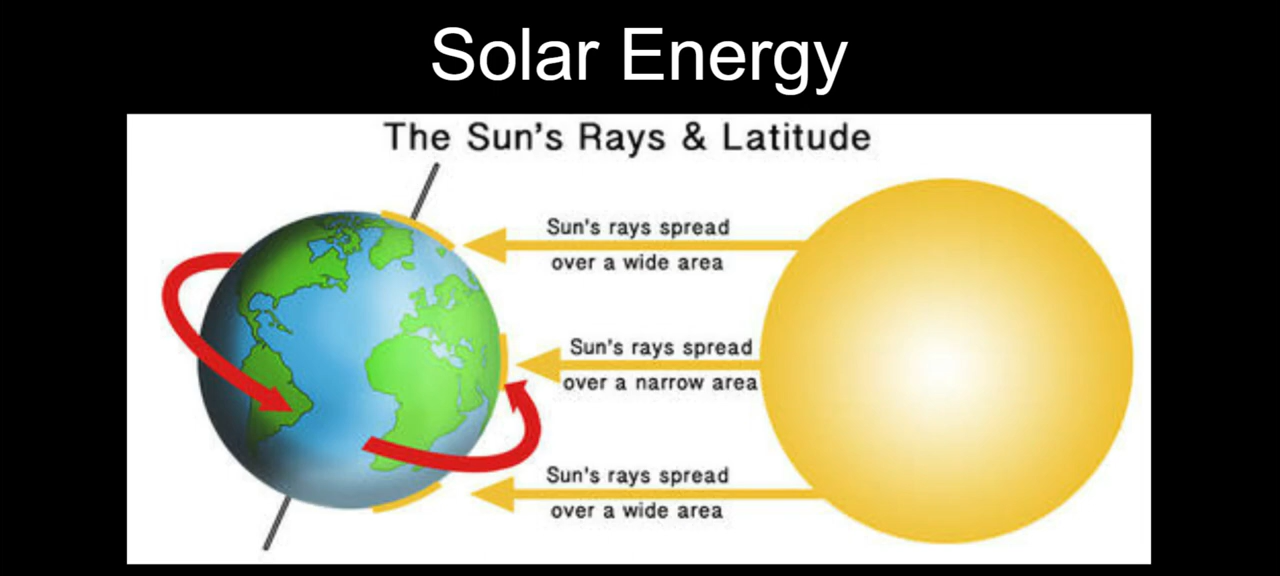 Solar Energy
The Sun's Rays & Latitude
Sun's rays spread
over a wide area
Sun's rays spread
over a narrow area
Sun's rays spread
over a wide area